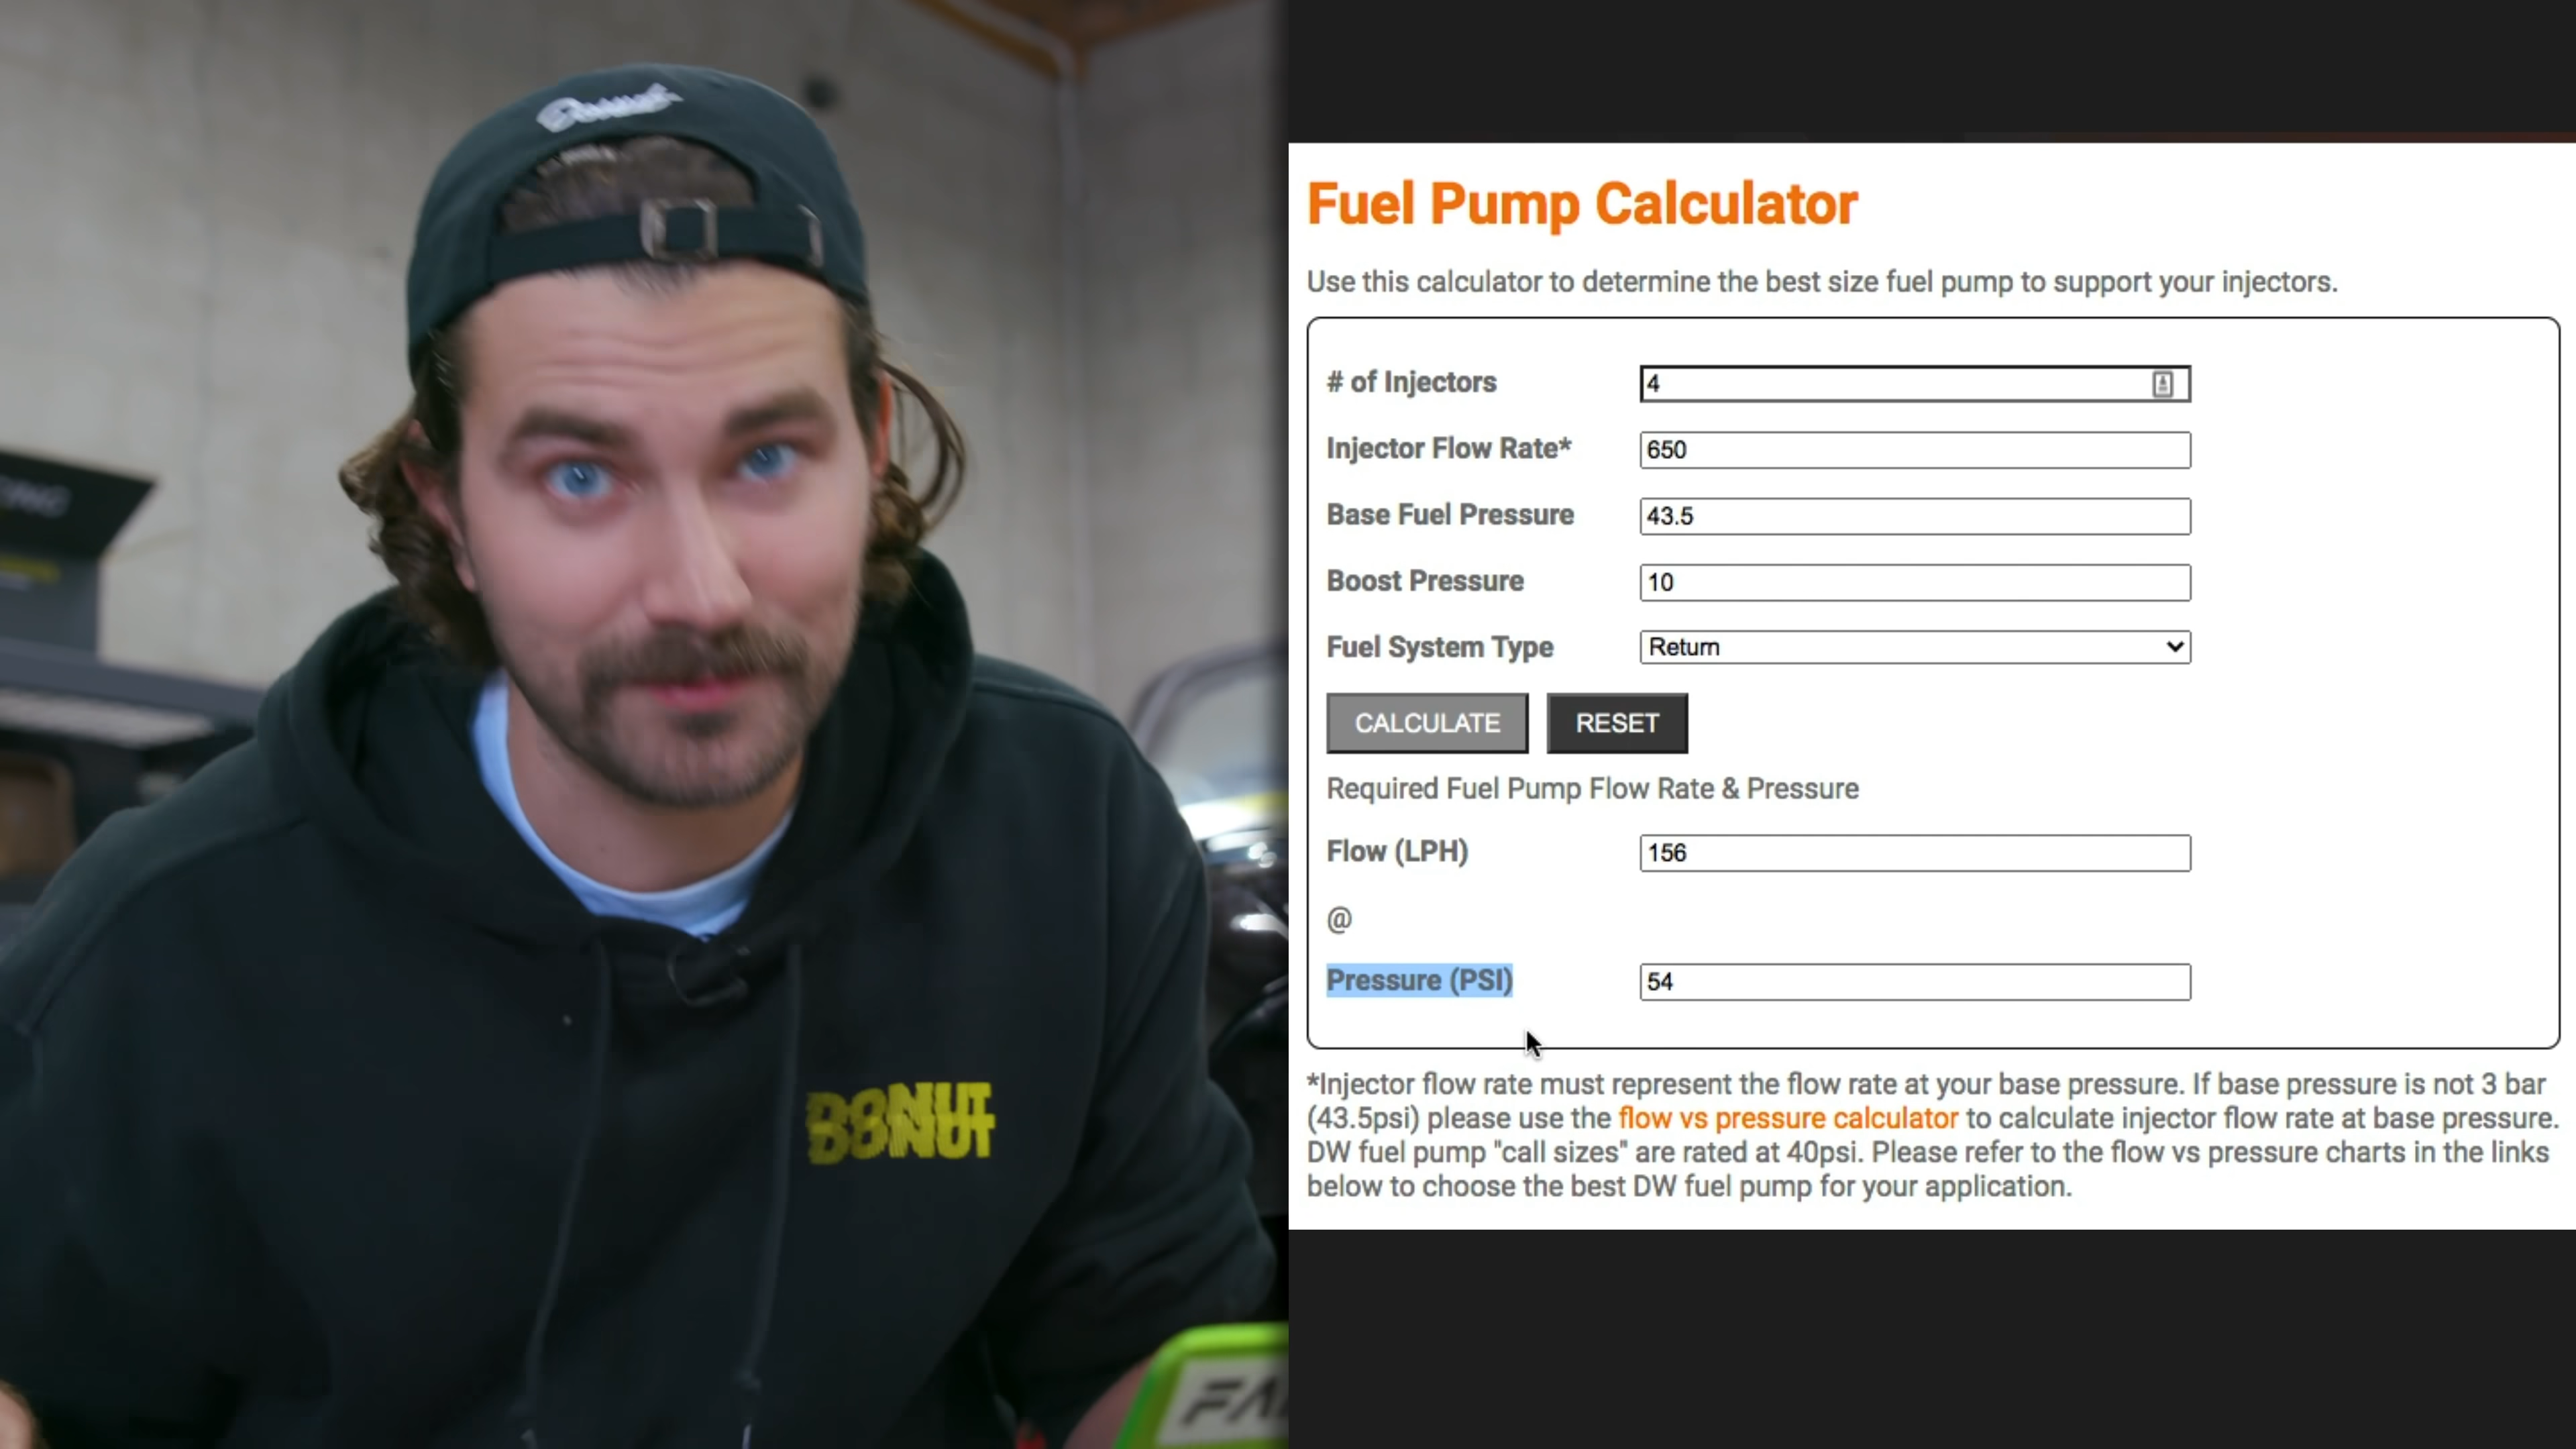 Donut
DONUT
DONUT
FA
Fuel Pump Calculator
Use this calculator to determine the best size fuel pump to support your injectors.
# of Injectors 4
Injector Flow Rate* 650
Base Fuel Pressure 43.5
Boost Pressure 10
Fuel System Type Return
CALCULATE RESET
Required Fuel Pump Flow Rate & Pressure
Flow (LPH) 156
@
Pressure (PSI) 54
*Injector flow rate must represent the flow rate at your base pressure. If base pressure is not 3 bar
(43.5psi) please use the flow vs pressure calculator to calculate injector flow rate at base pressure.
DW fuel pump "call sizes" are rated at 40psi. Please refer to the flow vs pressure charts in the links
below to choose the best DW fuel pump for your application.